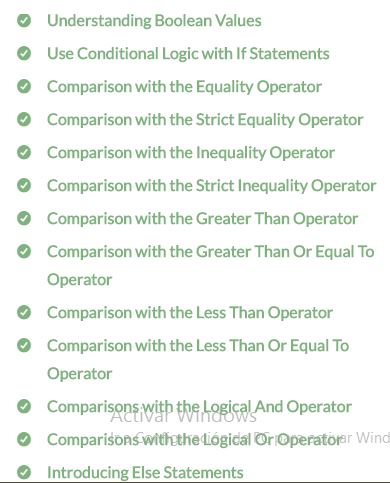 Understanding Boolean Values
Use Conditional Logic with If Statements
Comparison with the Equality Operator
Comparison with the Strict Equality Operator
Comparison with the Inequality Operator
Comparison with the Strict Inequality Operator
Comparison with the Greater Than Operator
Comparison with the Greater Than Or Equal To
Operator
Comparison with the Less Than Operator
Comparison with the Less Than Or Equal To
Operator
Comparisons with the Logical And Operator
Activar Windows
Comparisons with the Logical Or Operator
Ir a Configuración de PC para activar Wind
Introducing Else Statements